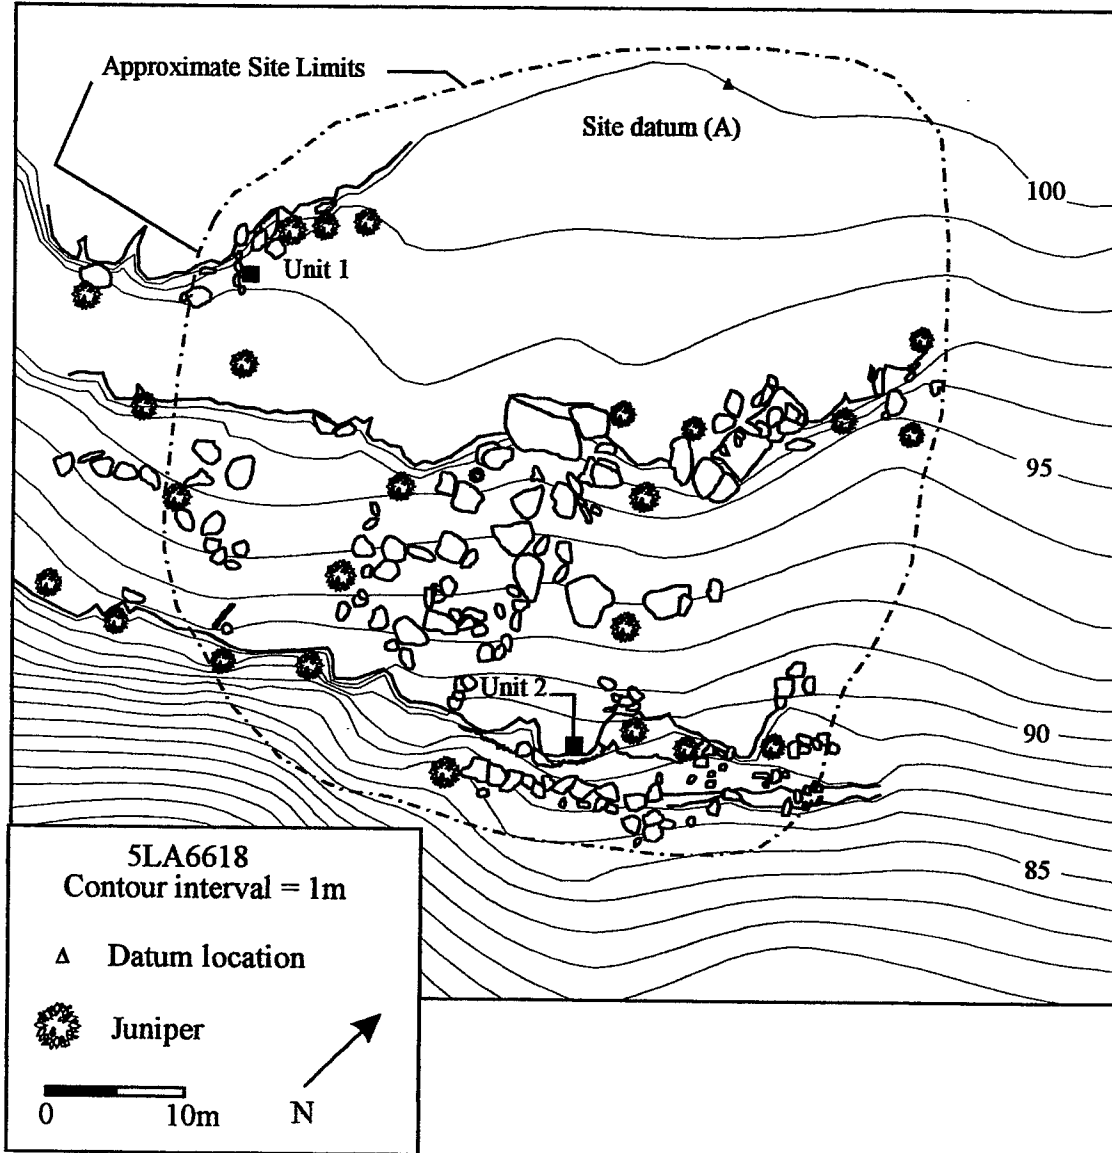 Approximate Site Limits
Site datum (A)
100
Unit 1
95
Unit 2
90
85
5LA6618
Contour interval = 1m
Datum location
Juniper
0 10m
N